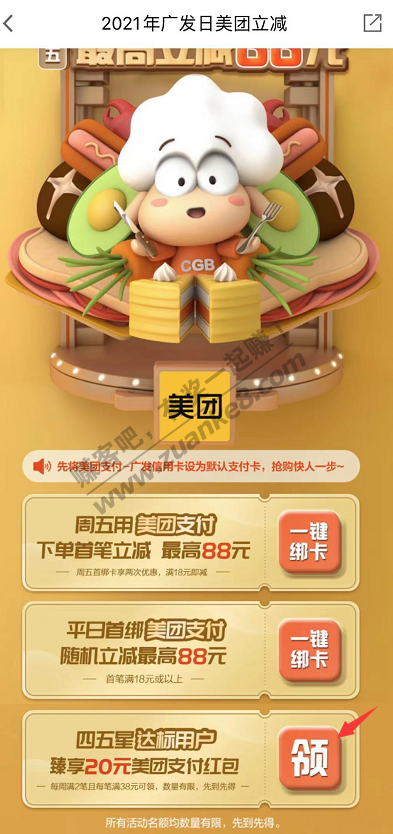 2021年广发日美团立减
五
最高立减88元
CGB
美团
先将美团支付-广发信用卡设为默认支付卡，抢购快人一步~
周五用美团支付
下单首笔立减 最高88元
周五首绑卡享两次优惠，满18元即减
一键
绑卡
平日首绑美团支付
随机立减最高88元
首笔满18元或以上
一键
绑卡
四五星达标用户
臻享20元美团支付红包
每周满2笔且每笔满38元可领，数量有限，先到先得
领
所有活动名额均数量有限，先到先得。
赚客吧，有奖一起赚！
www.zuanke8.com